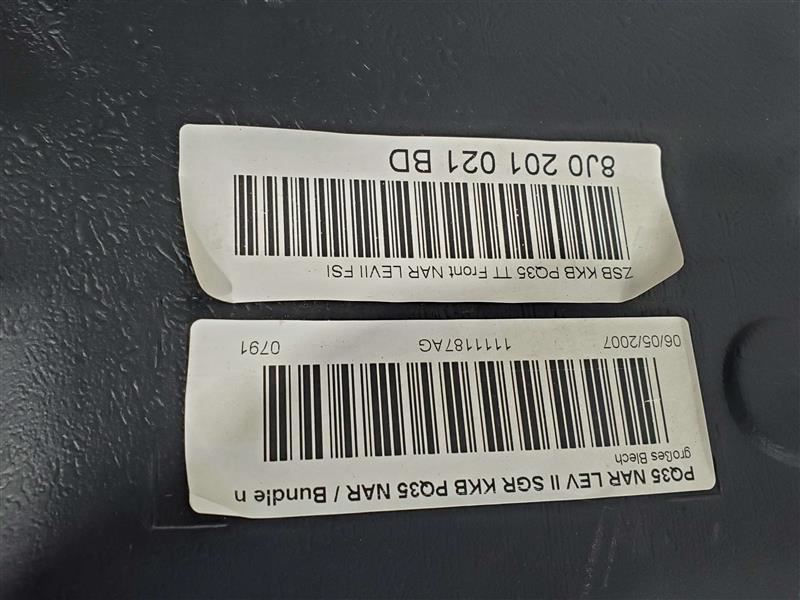 PQ35 NAR LEV II SGR KKB PQ35 NAR / Bundle n
großes Blech
06/05/2007 1111187AG 0791
ZSB KKB PQ35 TT Front NAR LEVII FSI
8J0 201 021 BD